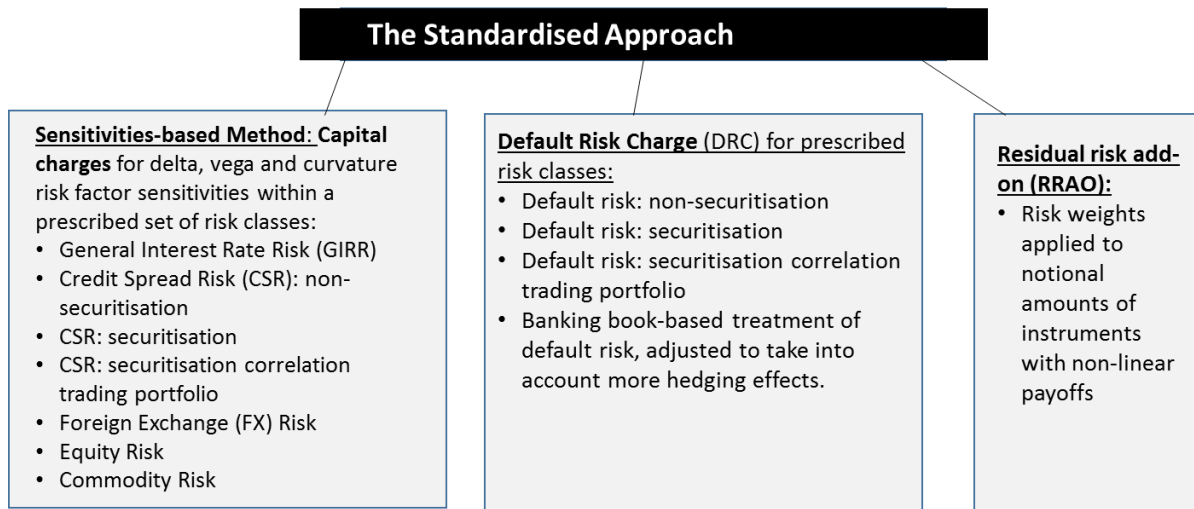 The Standardised Approach
Sensitivities-based Method: Capital
charges for delta, vega and curvature
risk factor sensitivities within a
prescribed set of risk classes:
• General Interest Rate Risk (GIRR)
• Credit Spread Risk (CSR): non-
securitisation
• CSR: securitisation
• CSR: securitisation correlation
trading portfolio
• Foreign Exchange (FX) Risk
• Equity Risk
• Commodity Risk
Default Risk Charge (DRC) for prescribed
risk classes:
• Default risk: non-securitisation
• Default risk: securitisation
• Default risk: securitisation correlation
trading portfolio
• Banking book-based treatment of
default risk, adjusted to take into
account more hedging effects.
Residual risk add-
on (RRAO):
• Risk weights
applied to
notional
amounts of
instruments
with non-linear
payoffs